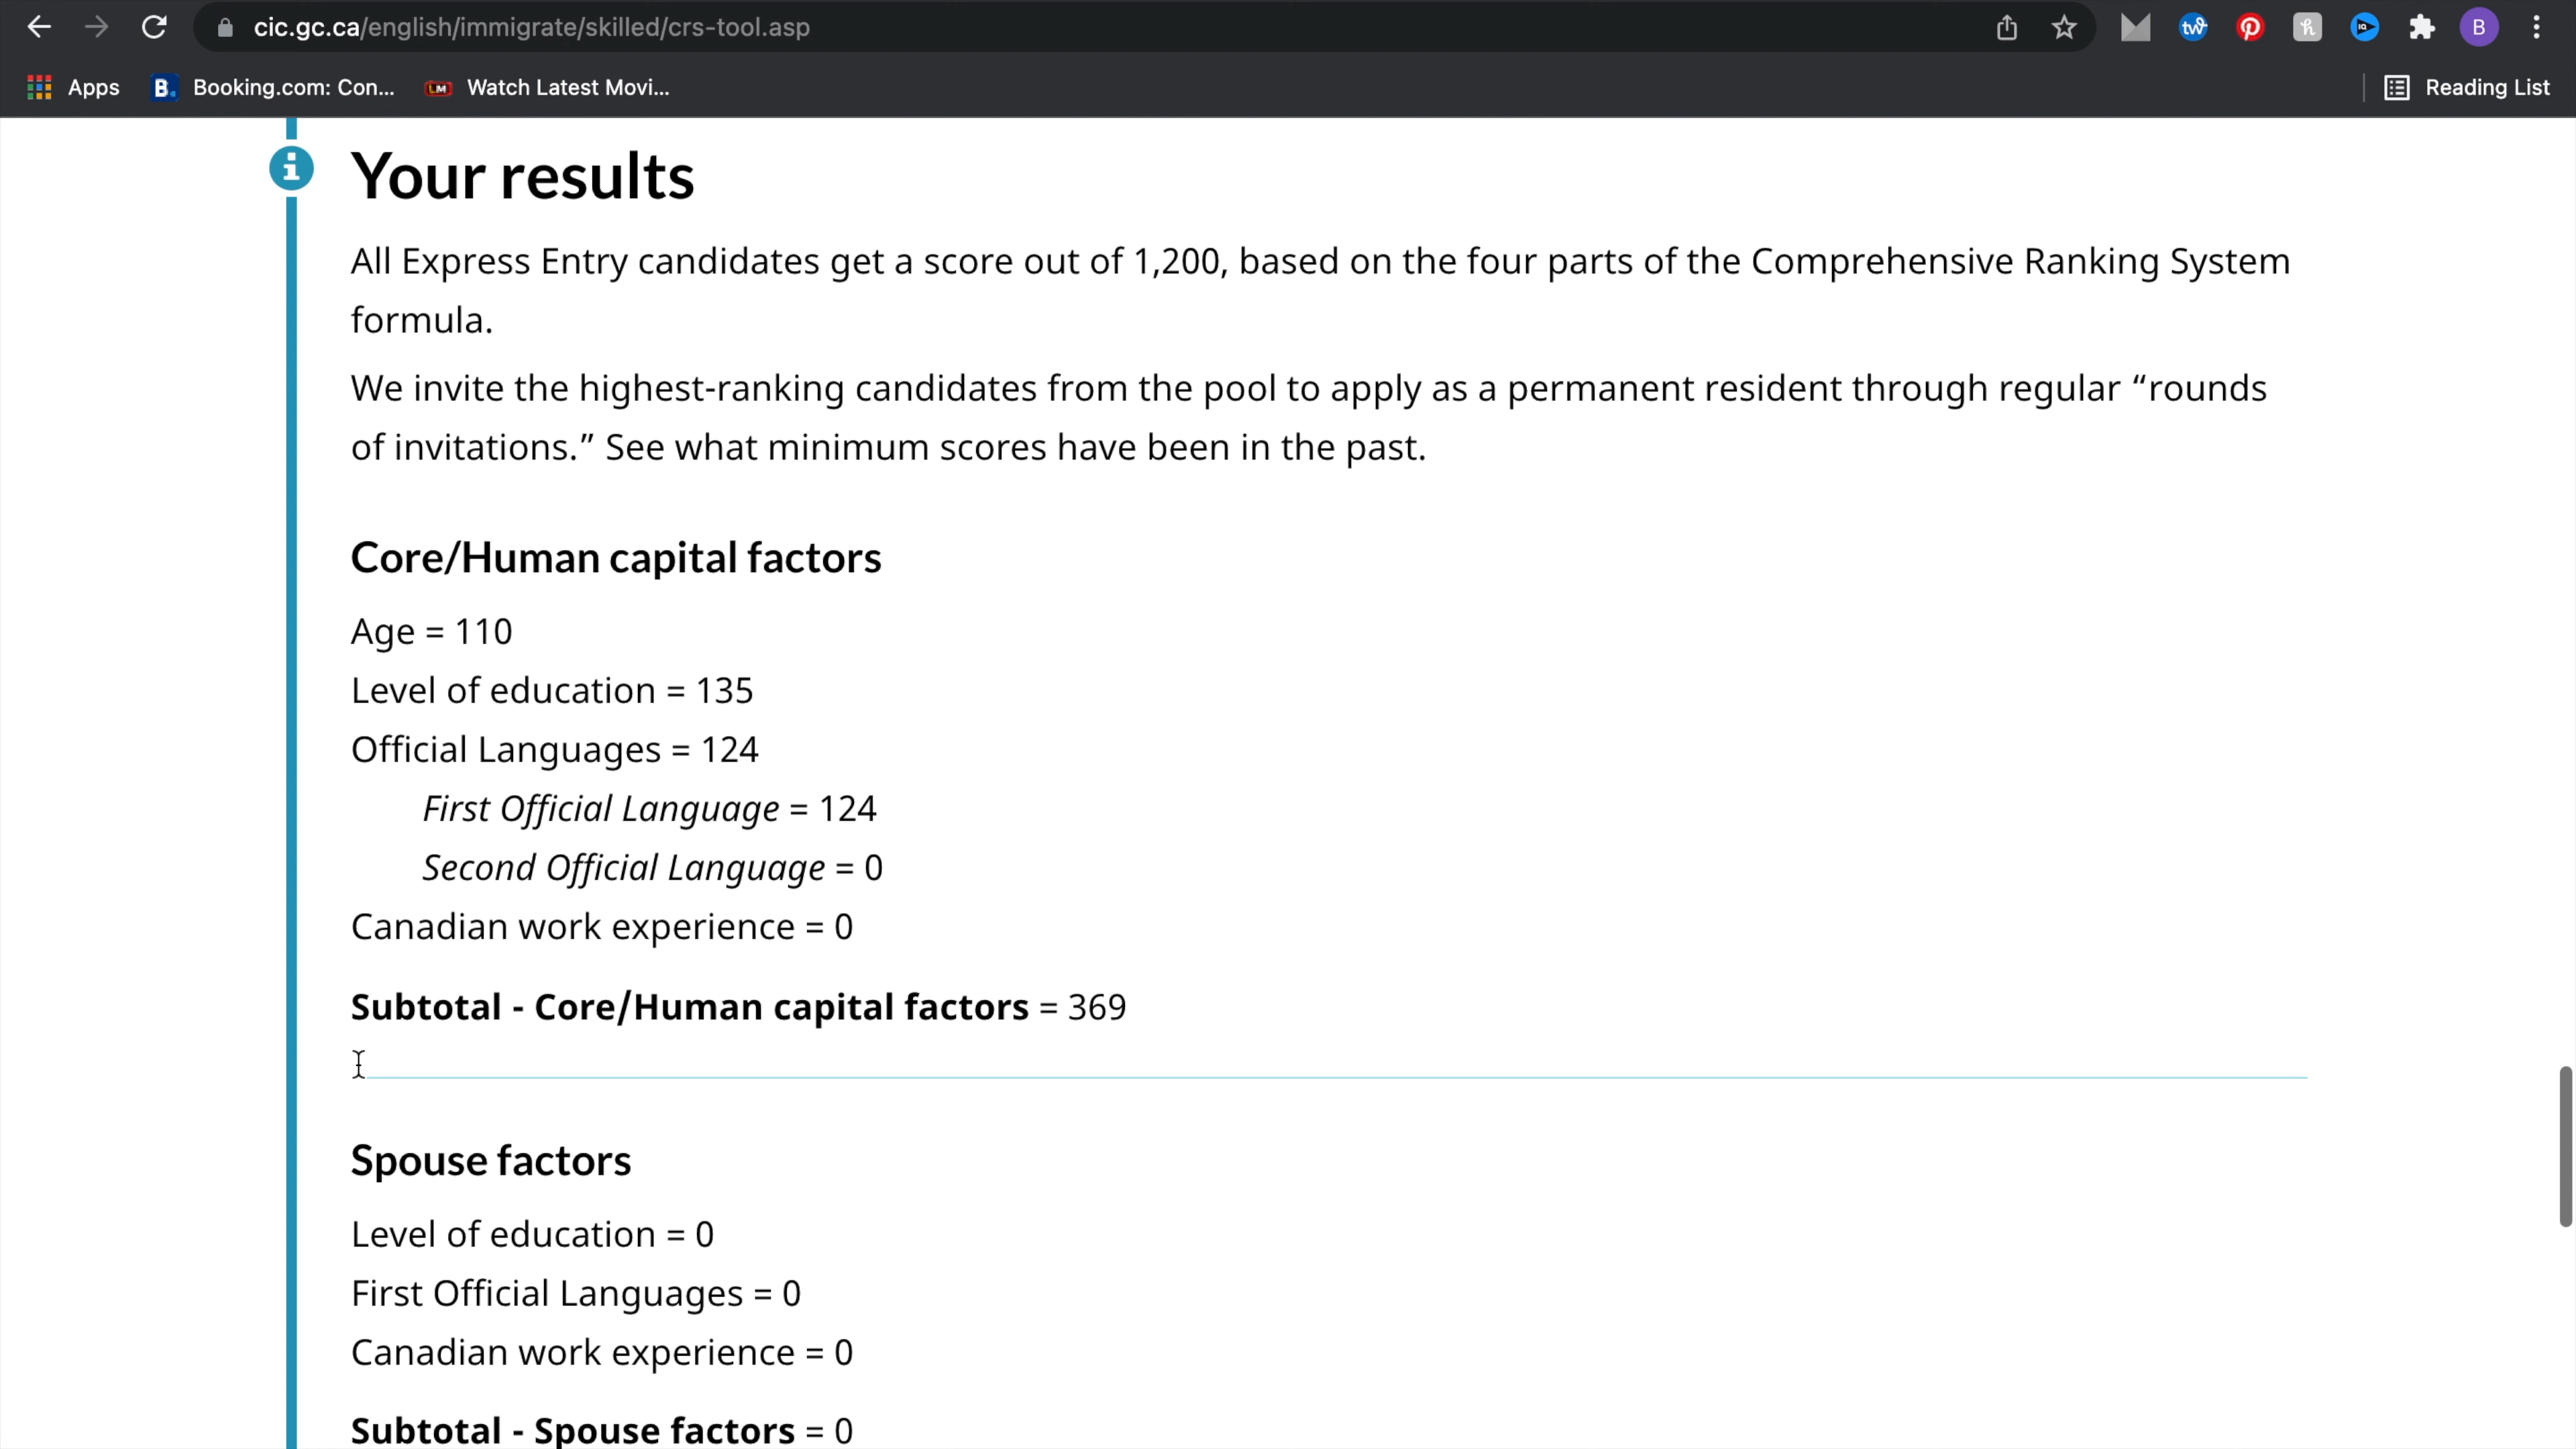 cic.gc.ca/english/immigrate/skilled/crs-tool.asp
B
Apps
B.
Booking.com: Con...
LM
Watch Latest Movi...
Reading List
Your results
All Express Entry candidates get a score out of 1,200, based on the four parts of the Comprehensive Ranking System
formula.
We invite the highest-ranking candidates from the pool to apply as a permanent resident through regular “rounds
of invitations.” See what minimum scores have been in the past.
Core/Human capital factors
Age = 110
Level of education = 135
Official Languages = 124
First Official Language = 124
Second Official Language = 0
Canadian work experience = 0
Subtotal - Core/Human capital factors = 369
Spouse factors
Level of education = 0
First Official Languages = 0
Canadian work experience = 0
Subtotal - Spouse factors = 0